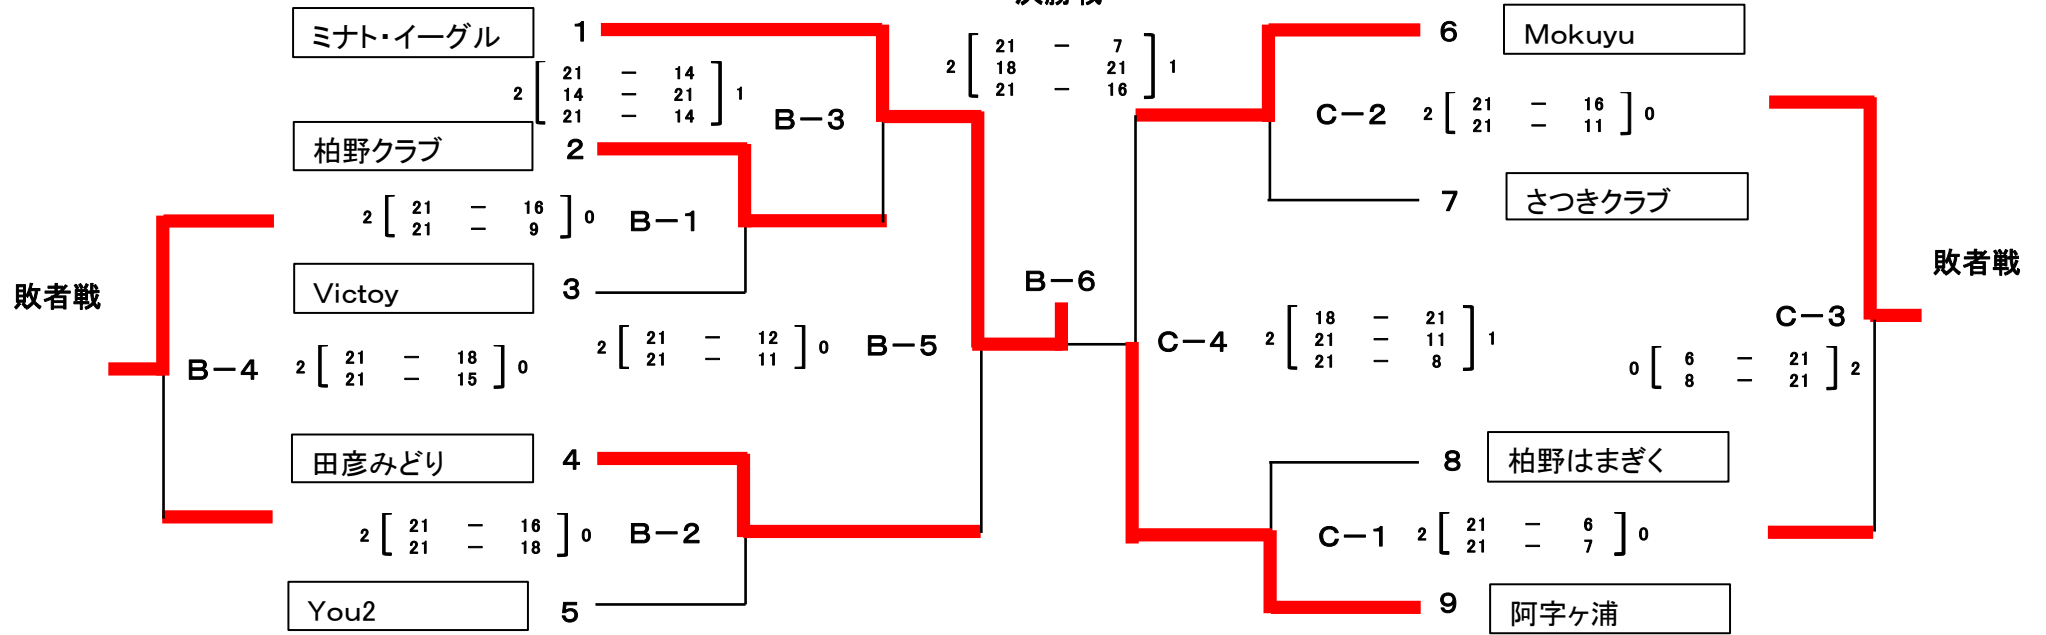 ミナト・イーグル 1
2 21 － 14 1
14 － 21
21 － 14
B－3
柏野クラブ 2
2 21 － 16 0
21 － 9
B－1
Victoy 3
敗者戦
B－4
2 21 － 18 0
21 － 15
2 21 － 12 0
21 － 11
B－5
田彦みどり 4
2 21 － 16 0
21 － 18
B－2
You2 5
2 21 － 7 1
18 21
21 － 16
B－6
6 Mokuyu
C－2
2 21 － 16 0
21 － 11
7 さつきクラブ
C－4
2 18 － 21 1
21 － 11
21 － 8
敗者戦
C－3
0 6 － 21 2
8 － 21
8 柏野はまぎく
C－1
2 21 － 6 0
21 － 7
9 阿字ヶ浦